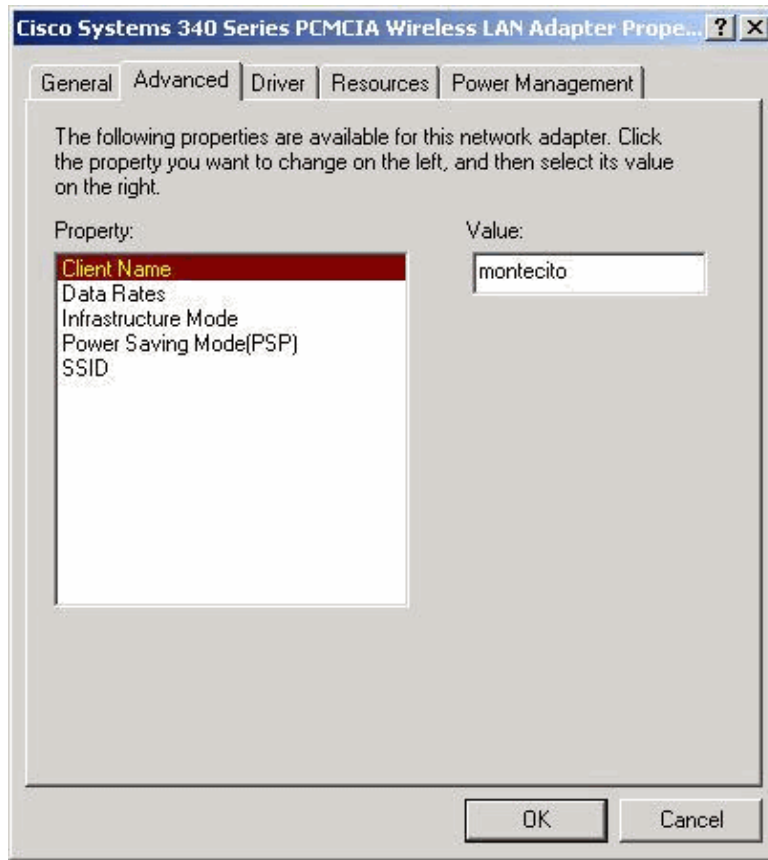 Cisco Systems 340 Series PCMCIA Wireless LAN Adapter Prope... ? X
General Advanced Driver Resources Power Management
The following properties are available for this network adapter. Click
the property you want to change on the left, and then select its value
on the right.
Property:
Value:
Client Name
montecito
Data Rates
Infrastructure Mode
Power Saving Mode(PSP)
SSID
OK Cancel